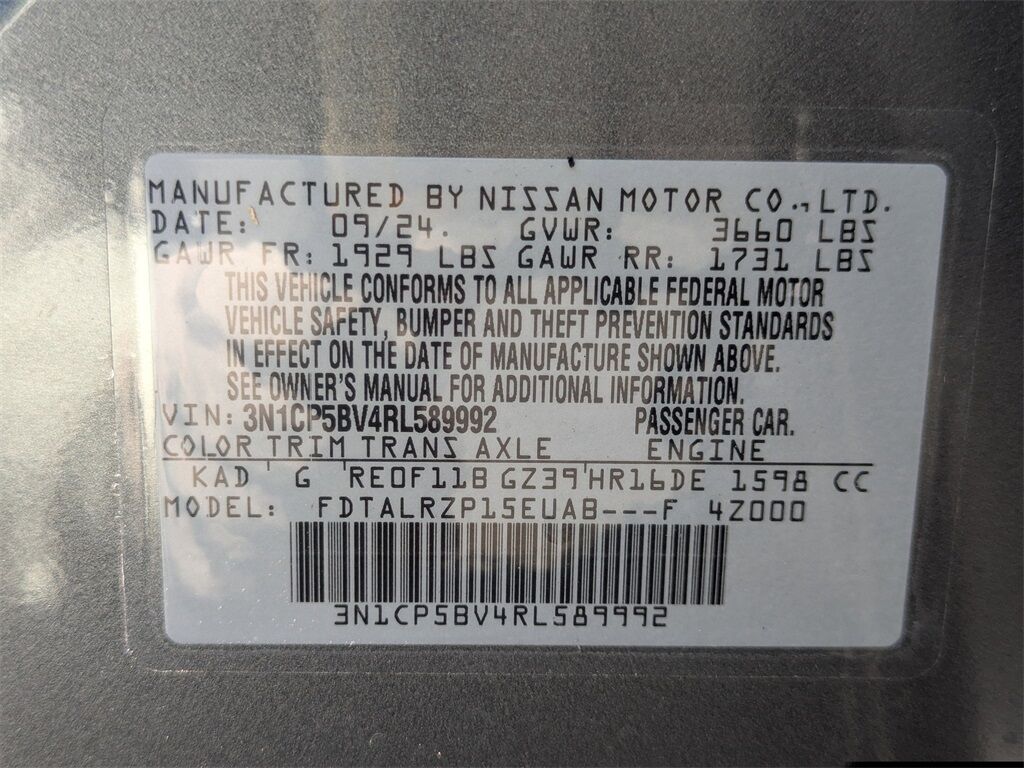 MANUFACTURED BY NISSAN MOTOR CO.,LTD.
DATE: 09/24. GVWR: 3660 LBS
GAWR FR: 1929 LBS GAWR RR: 1731 LBS
THIS VEHICLE CONFORMS TO ALL APPLICABLE FEDERAL MOTOR
VEHICLE SAFETY, BUMPER AND THEFT PREVENTION STANDARDS
IN EFFECT ON THE DATE OF MANUFACTURE SHOWN ABOVE.
SEE OWNER'S MANUAL FOR ADDITIONAL INFORMATION.
VIN: 3N1CP5BV4RL589992 PASSENGER CAR.
COLOR TRIM TRANS AXLE ENGINE
KAD G RE0F11B GZ39 HR16DE 1598 CC
MODEL: FDTALRZP15EUAB---F 4Z000
3N1CP5BV4RL589992